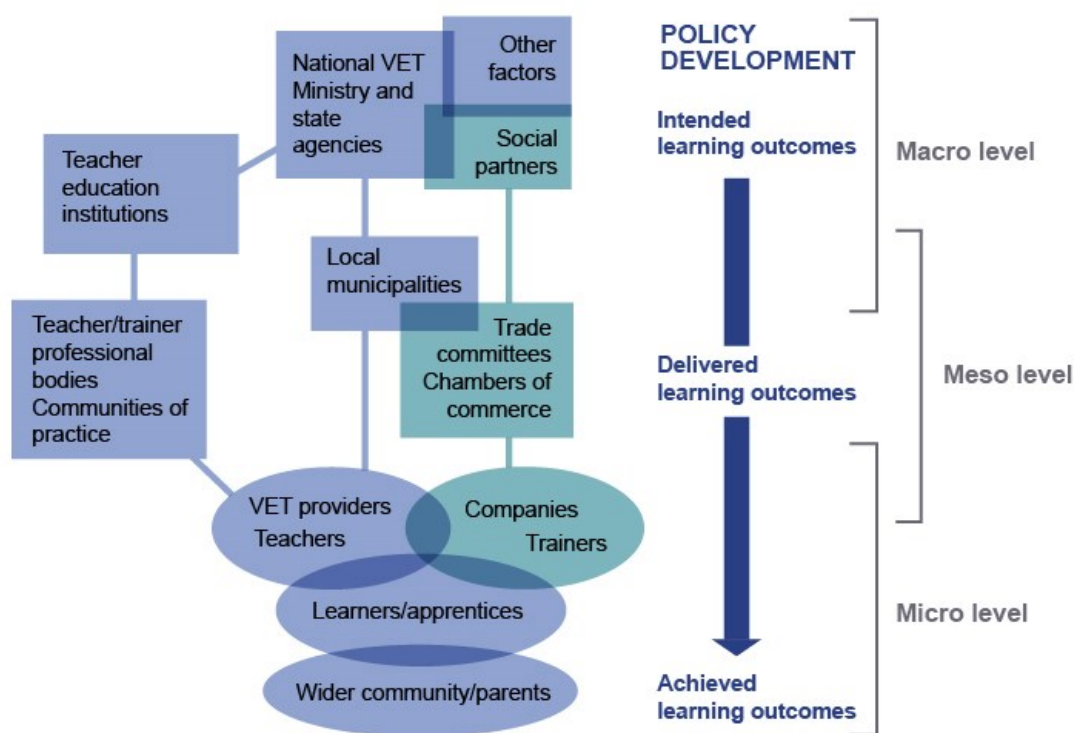 National VET
Ministry and
state
agencies
Other
factors
Social
partners
Teacher
education
institutions
Local
municipalities
Teacher/trainer
professional
bodies
Communities of
practice
Trade
committees
Chambers of
commerce
VET providers
Teachers
Companies
Trainers
Learners/apprentices
Wider community/parents
POLICY
DEVELOPMENT
Intended
learning outcomes
Delivered
learning outcomes
Achieved
learning outcomes
Macro level
Meso level
Micro level